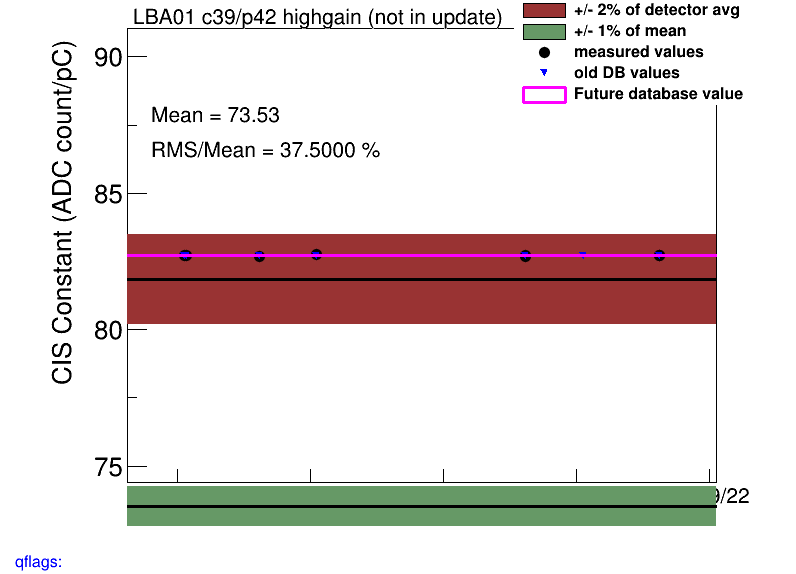 LBA01 c39/p42 highgain (not in update)
+/- 2% of detector avg
+/- 1% of mean
measured values
old DB values
Future database value
Mean = 73.53
RMS/Mean = 37.5000 %
CIS Constant (ADC count/pC)
90
85
80
75
/22
qflags: